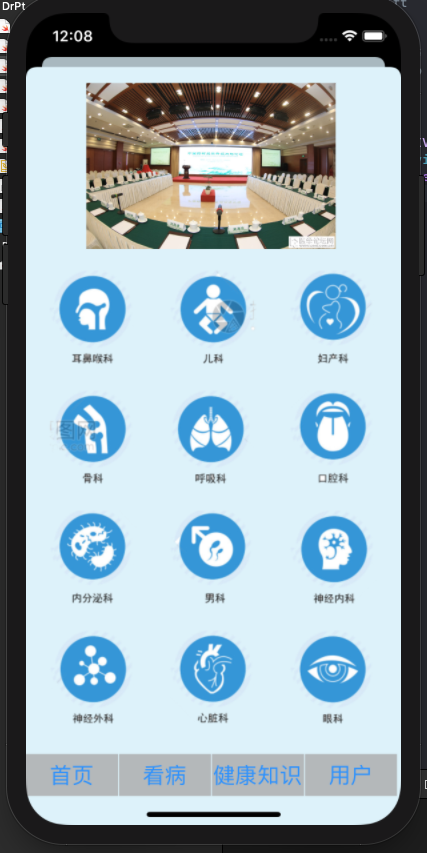 DrPt
12:08
耳鼻喉科
儿科
妇产科
骨科
呼吸科
口腔科
内分泌科
男科
神经内科
神经外科
心脏科
眼科
首页
看病
健康知识
用户